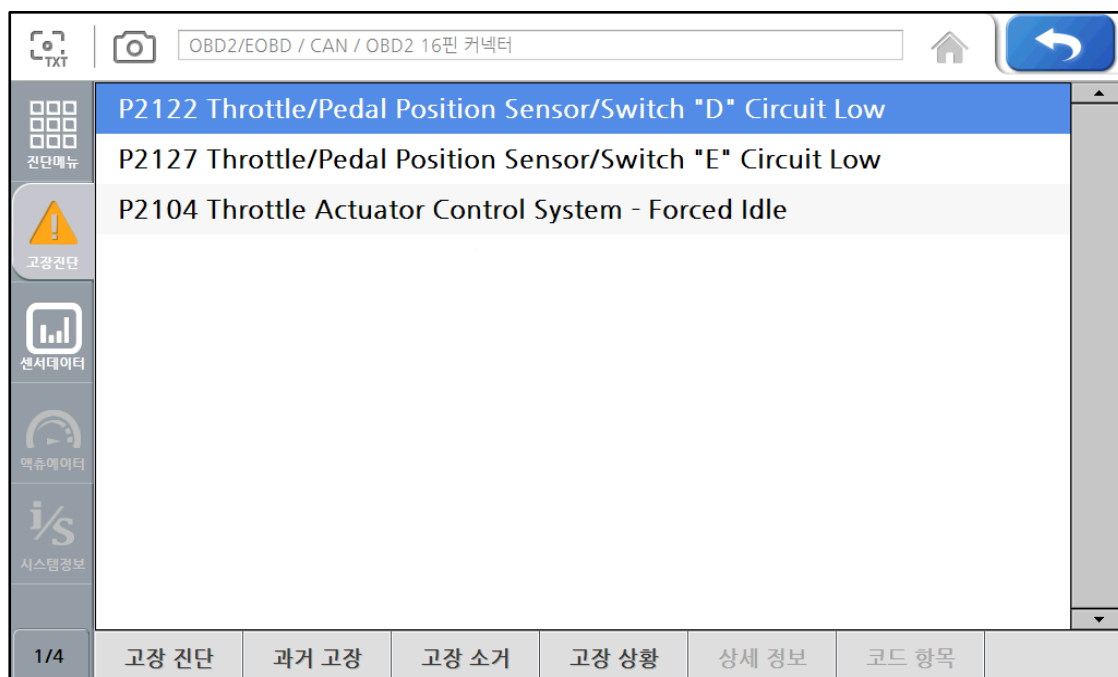 TXT
OBD2/EOBD / CAN / OBD2 16핀 커넥터
진단메뉴
P2122 Throttle/Pedal Position Sensor/Switch "D" Circuit Low
P2127 Throttle/Pedal Position Sensor/Switch "E" Circuit Low
P2104 Throttle Actuator Control System - Forced Idle
고장진단
센서데이터
액츄에이터
i/s
시스템정보
1/4 고장 진단 과거 고장 고장 소거 고장 상황 상세 정보 코드 항목